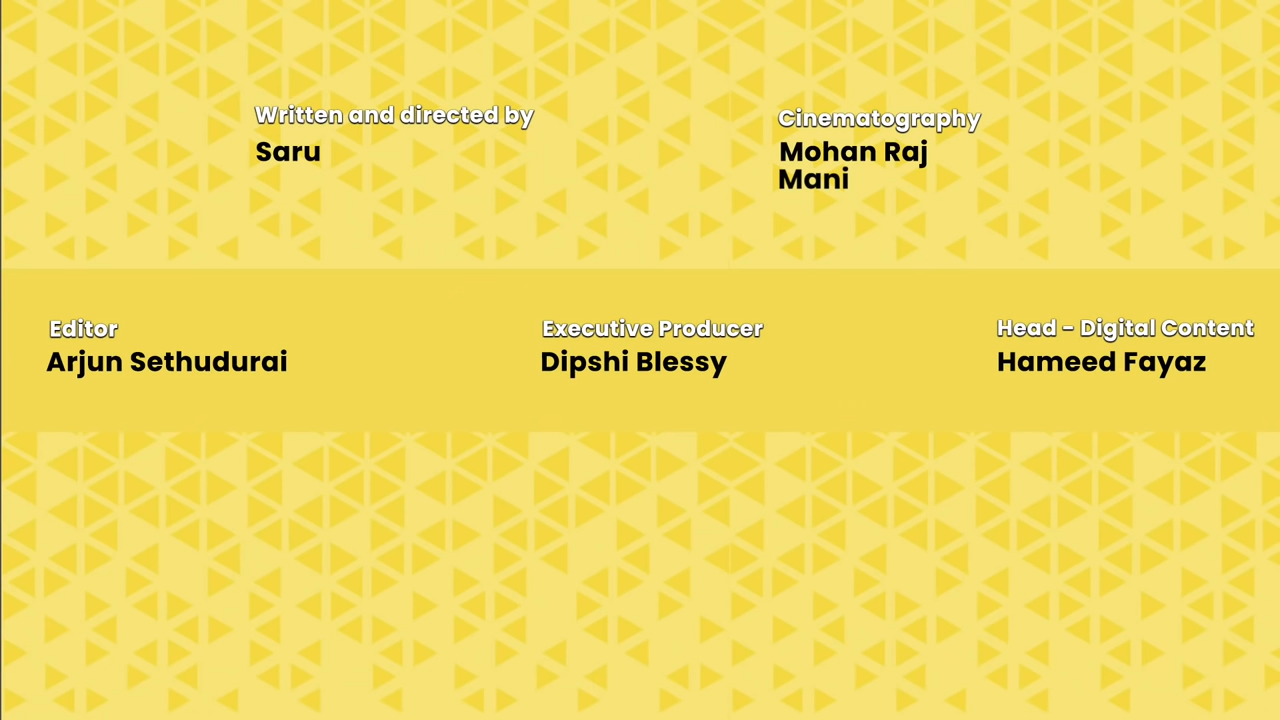 Written and directed by
Saru
Cinematography
Mohan Raj
Mani
Editor
Arjun Sethudurai
Executive Producer
Dipshi Blessy
Head - Digital Content
Hameed Fayaz